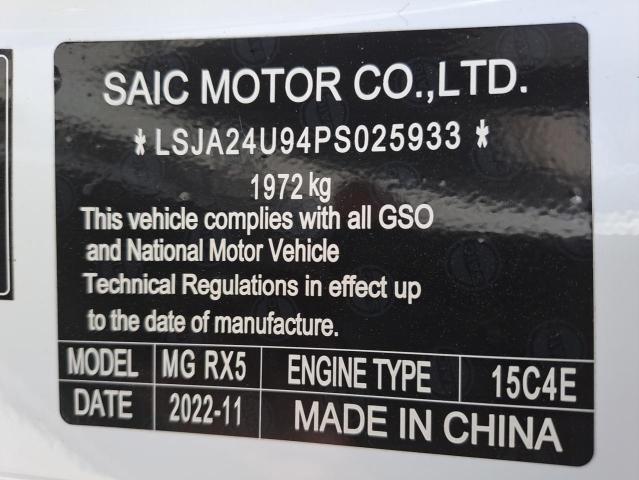 SAIC MOTOR CO.,LTD.
*LSJA24U94PS025933*
1972 kg
This vehicle complies with all GSO
and National Motor Vehicle
Technical Regulations in effect up
to the date of manufacture.
MODEL MG RX5 ENGINE TYPE 15C4E
DATE 2022-11 MADE IN CHINA